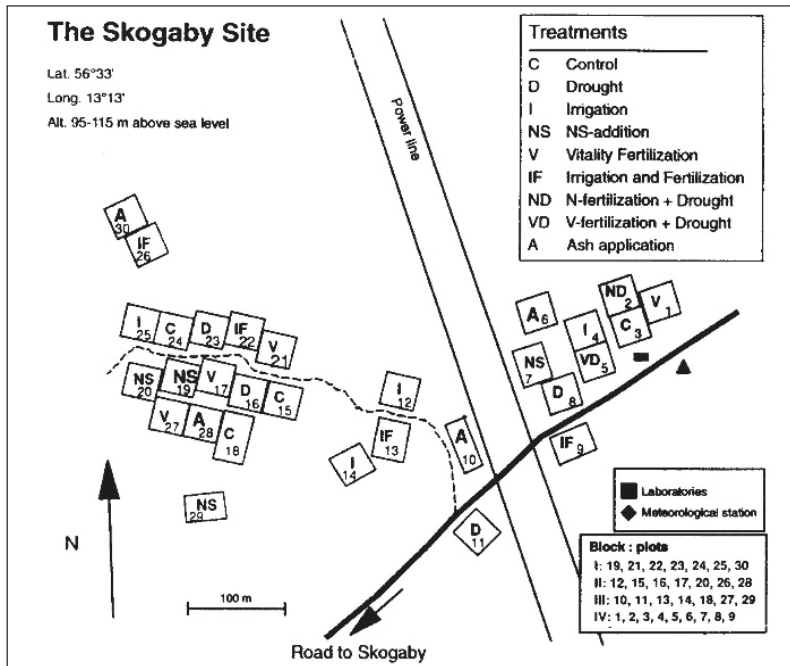 The Skogaby Site
Lat. 56°33'
Long. 13°13'
Alt. 95-115 m above sea level
Power line
Treatments
C Control
D Drought
I Irrigation
NS NS-addition
V Vitality Fertilization
IF Irrigation and Fertilization
ND N-fertilization + Drought
VD V-fertilization + Drought
A Ash application
A 30
IF 26
I 25
C 24
D 23
IF 22
V 21
NS 20
NS 19
V 17
D 16
C 15
V 27
A 28
C 18
NS 29
I 12
IF 13
I 14
A 10
D 11
A 6
ND 2
V 1
I 4
C 3
NS 7
VD 5
D 8
IF 9
N
100 m
Road to Skogaby
Laboratories
Meteorological station
Block : plots
I: 19, 21, 22, 23, 24, 25, 30
II: 12, 15, 16, 17, 20, 26, 28
III: 10, 11, 13, 14, 18, 27, 29
IV: 1, 2, 3, 4, 5, 6, 7, 8, 9